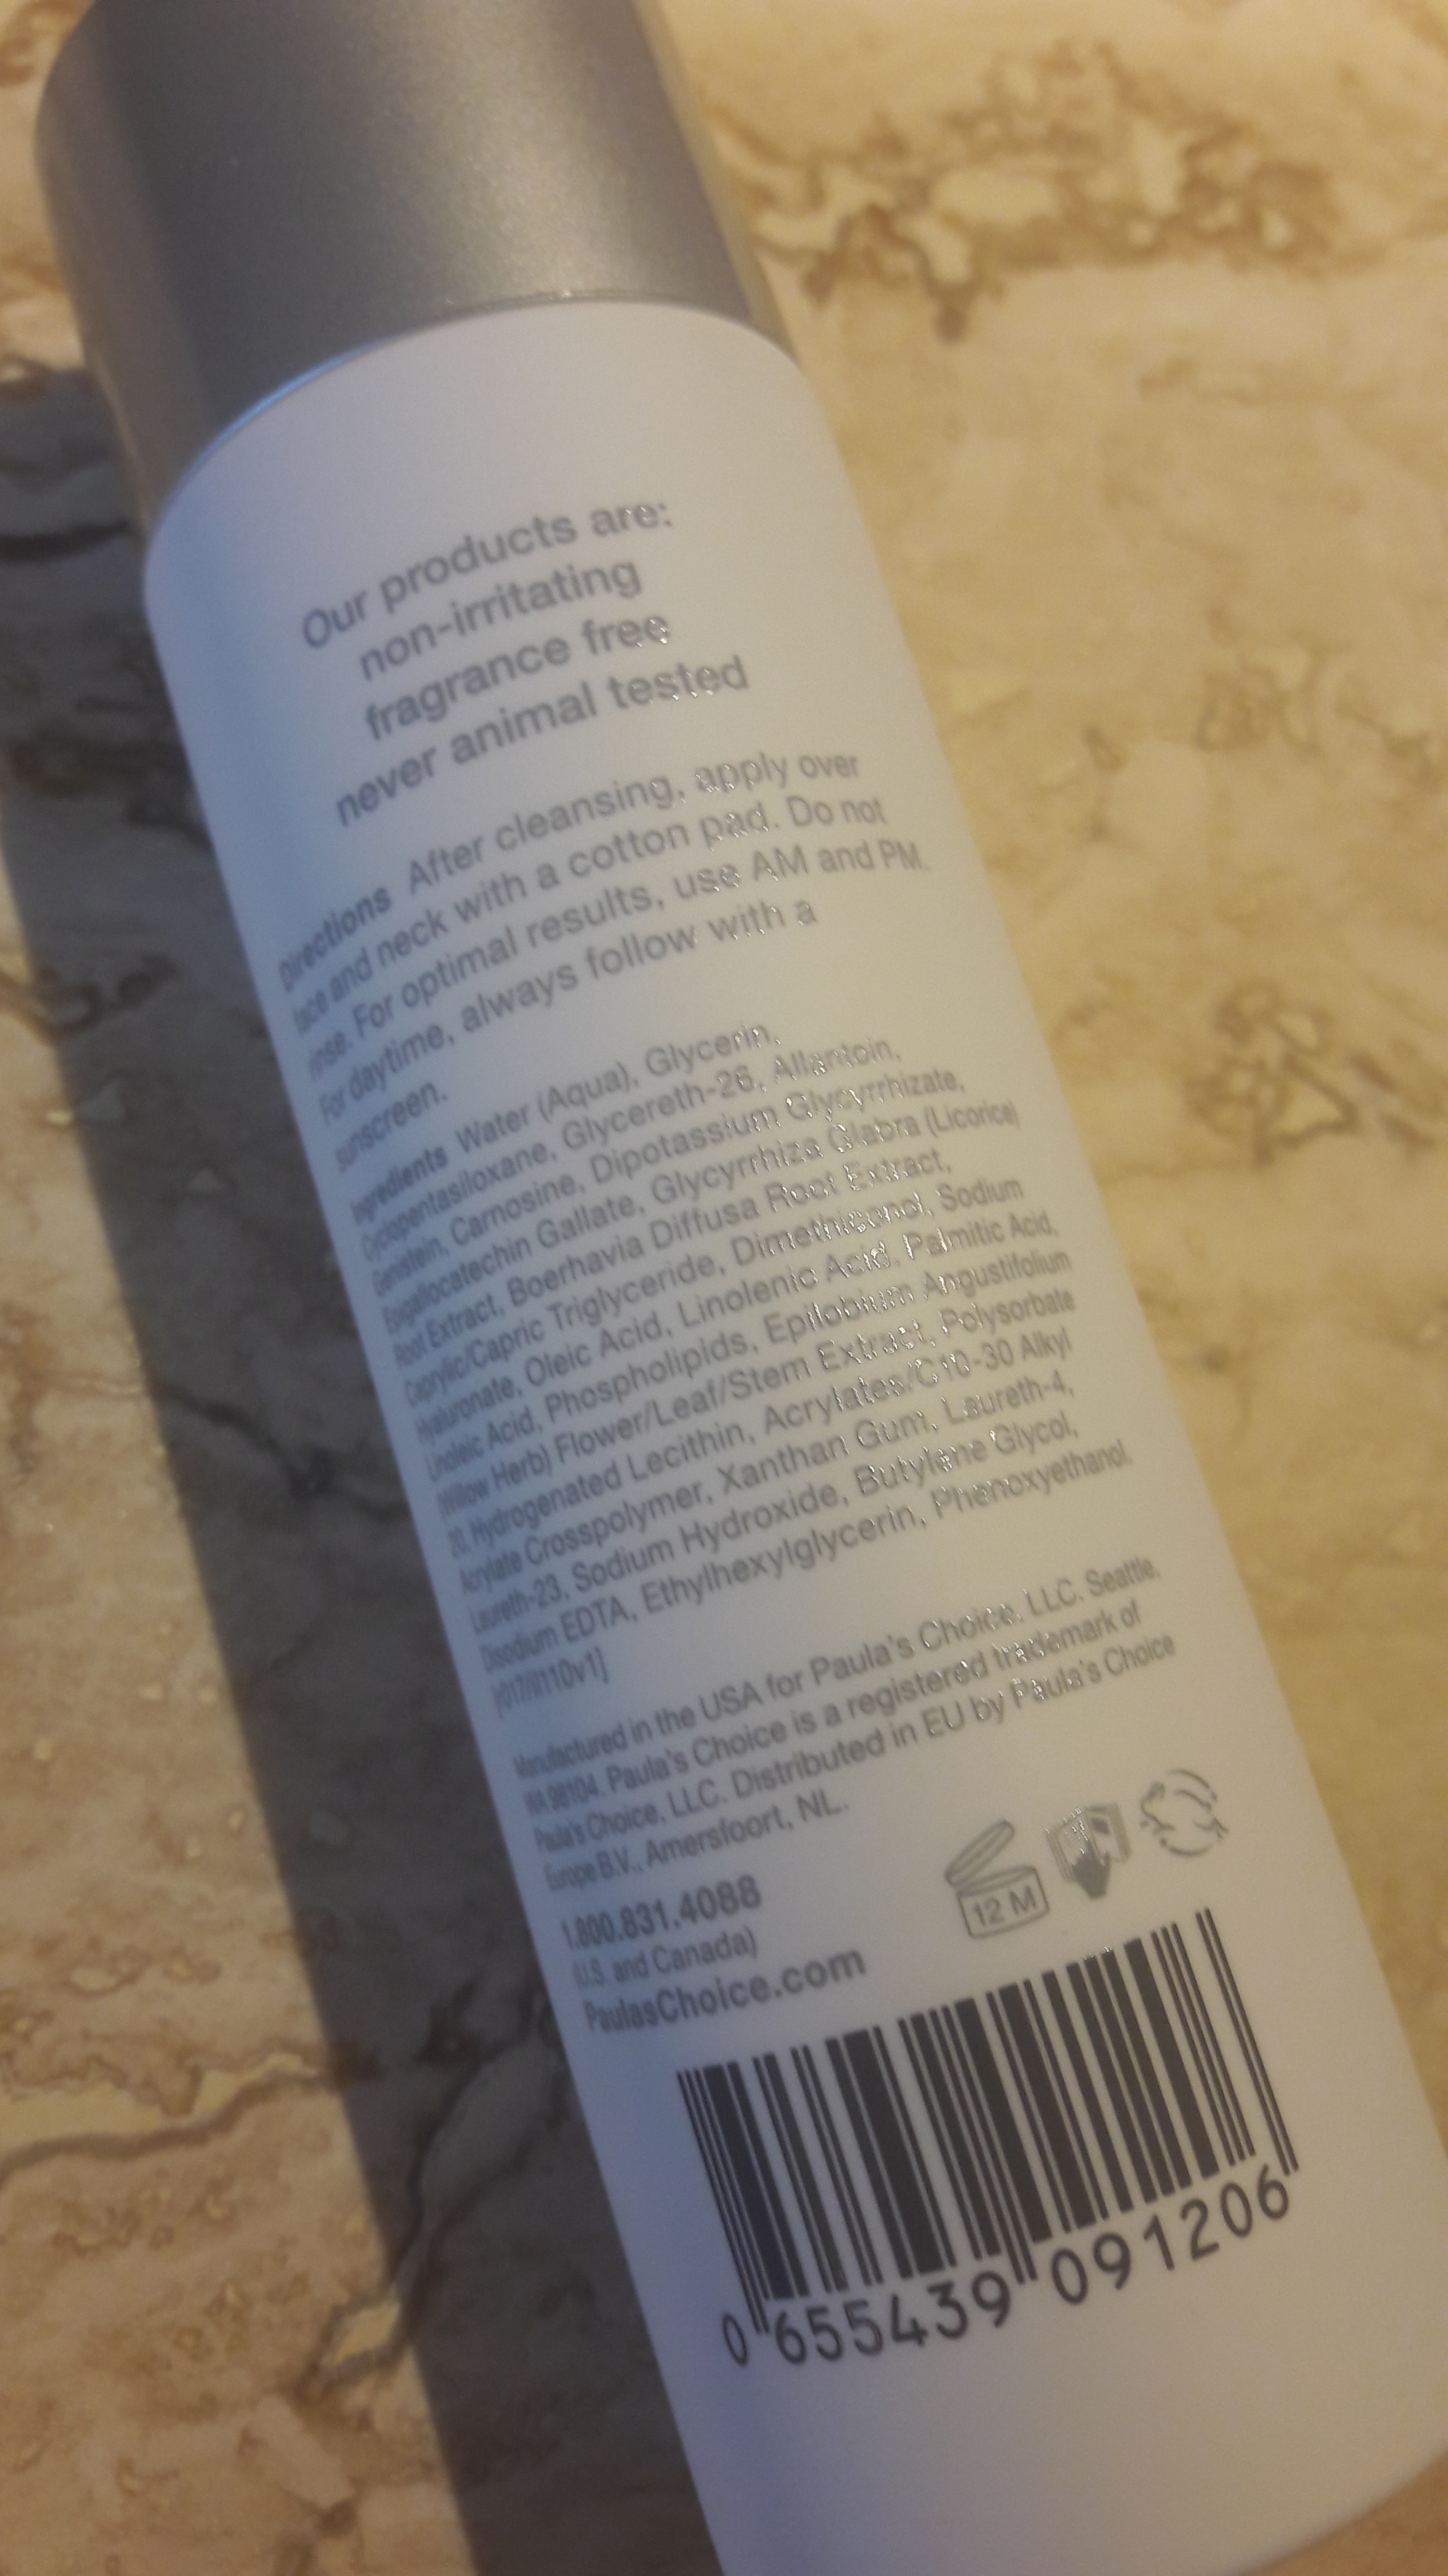 Our products are:
non-irritating
fragrance free
never animal tested
Directions After cleansing, apply over
face and neck with a cotton pad. Do not
rinse. For optimal results, use AM and PM.
For daytime, always follow with a
sunscreen.
Ingredients Water (Aqua), Glycerin,
Cyclopentasiloxane, Glycereth-26, Allantoin,
Genistein, Carnosine, Dipotassium Glycyrrhizate,
Epigallocatechin Gallate, Glycyrrhiza Glabra (Licorice)
Root Extract, Boerhavia Diffusa Root Extract,
Caprylic/Capric Triglyceride, Dimethiconol, Sodium
Hyaluronate, Oleic Acid, Linolenic Acid, Palmitic Acid,
Linoleic Acid, Phospholipids, Epilobium Angustifolium
(Willow Herb) Flower/Leaf/Stem Extract, Polysorbate
20, Hydrogenated Lecithin, Acrylates/C10-30 Alkyl
Acrylate Crosspolymer, Xanthan Gum, Laureth-4,
Laureth-23, Sodium Hydroxide, Butylene Glycol,
Disodium EDTA, Ethylhexylglycerin, Phenoxyethanol.
Manufactured in the USA for Paula's Choice, LLC. Seattle,
WA 98104. Paula's Choice is a registered trademark of
Paula's Choice, LLC. Distributed in EU by Paula's Choice
Europe B.V., Amersfoort, NL.
1.800.831.4088
(U.S. and Canada)
PaulasChoice.com
12 M
0 655439 091206